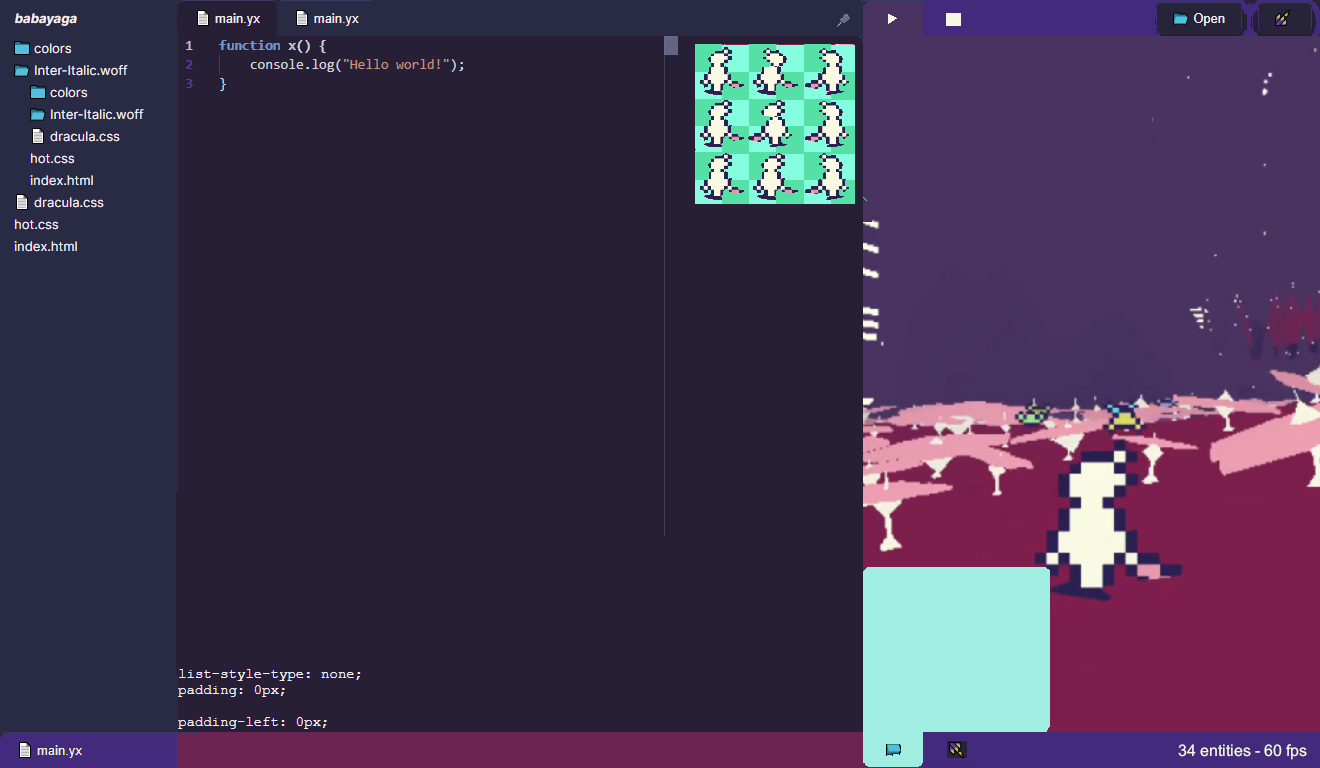 babayaga
colors
Inter-Italic.woff
colors
Inter-Italic.woff
dracula.css
hot.css
index.html
dracula.css
hot.css
index.html
main.yx
main.yx
1 function x() {
2 console.log("Hello world!");
3 }
list-style-type: none;
padding: 0px;
padding-left: 0px;
Open
main.yx
34 entities - 60 fps